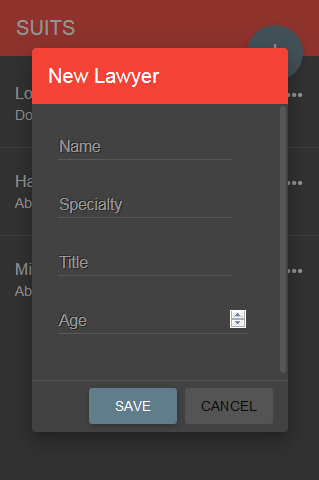 SUITS
New Lawyer
Lo
Do
Name
Ha
Ab
Specialty
Title
Mi
Ab
Age
SAVE CANCEL